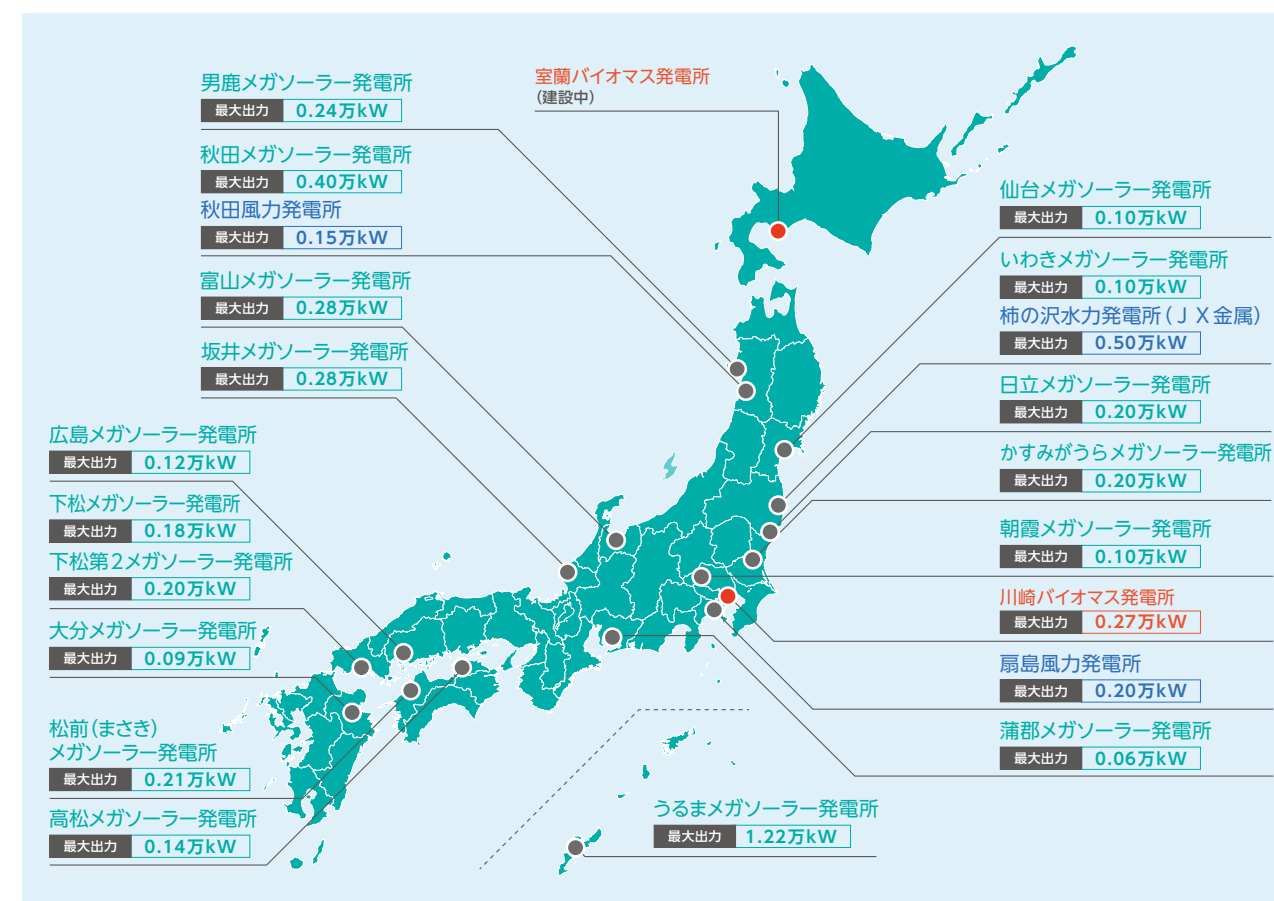 男鹿メガソーラー発電所
最大出力 0.24万kW
秋田メガソーラー発電所
最大出力 0.40万kW
秋田風力発電所
最大出力 0.15万kW
富山メガソーラー発電所
最大出力 0.28万kW
坂井メガソーラー発電所
最大出力 0.28万kW
広島メガソーラー発電所
最大出力 0.12万kW
下松メガソーラー発電所
最大出力 0.18万kW
下松第2メガソーラー発電所
最大出力 0.20万kW
大分メガソーラー発電所
最大出力 0.09万kW
松前(まさき)
メガソーラー発電所
最大出力 0.21万kW
高松メガソーラー発電所
最大出力 0.14万kW
室蘭バイオマス発電所
(建設中)
仙台メガソーラー発電所
最大出力 0.10万kW
いわきメガソーラー発電所
最大出力 0.10万kW
柿の沢水力発電所(JX金属)
最大出力 0.50万kW
日立メガソーラー発電所
最大出力 0.20万kW
かすみがうらメガソーラー発電所
最大出力 0.20万kW
朝霞メガソーラー発電所
最大出力 0.10万kW
川崎バイオマス発電所
最大出力 0.27万kW
扇島風力発電所
最大出力 0.20万kW
蒲郡メガソーラー発電所
最大出力 0.06万kW
うるまメガソーラー発電所
最大出力 1.22万kW